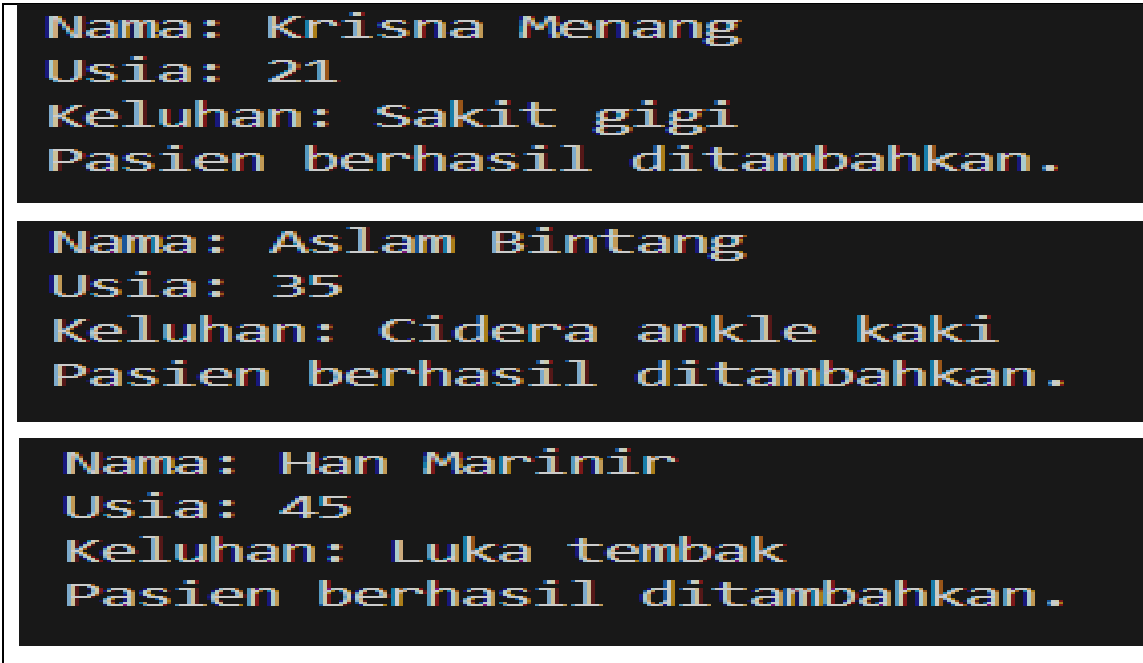 Nama: Krisna Menang
Usia: 21
Keluhan: Sakit gigi
Pasien berhasil ditambahkan.
Nama: Aslam Bintang
Usia: 35
Keluhan: Cidera ankle kaki
Pasien berhasil ditambahkan.
Nama: Han Marinir
Usia: 45
Keluhan: Luka tembak
Pasien berhasil ditambahkan.